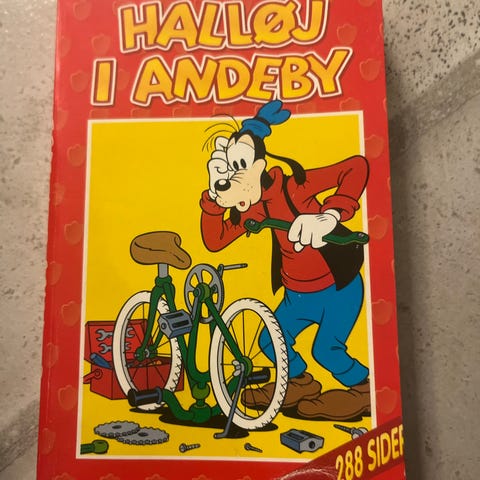 HALLØJ
I ANDEBY
288 SIDER